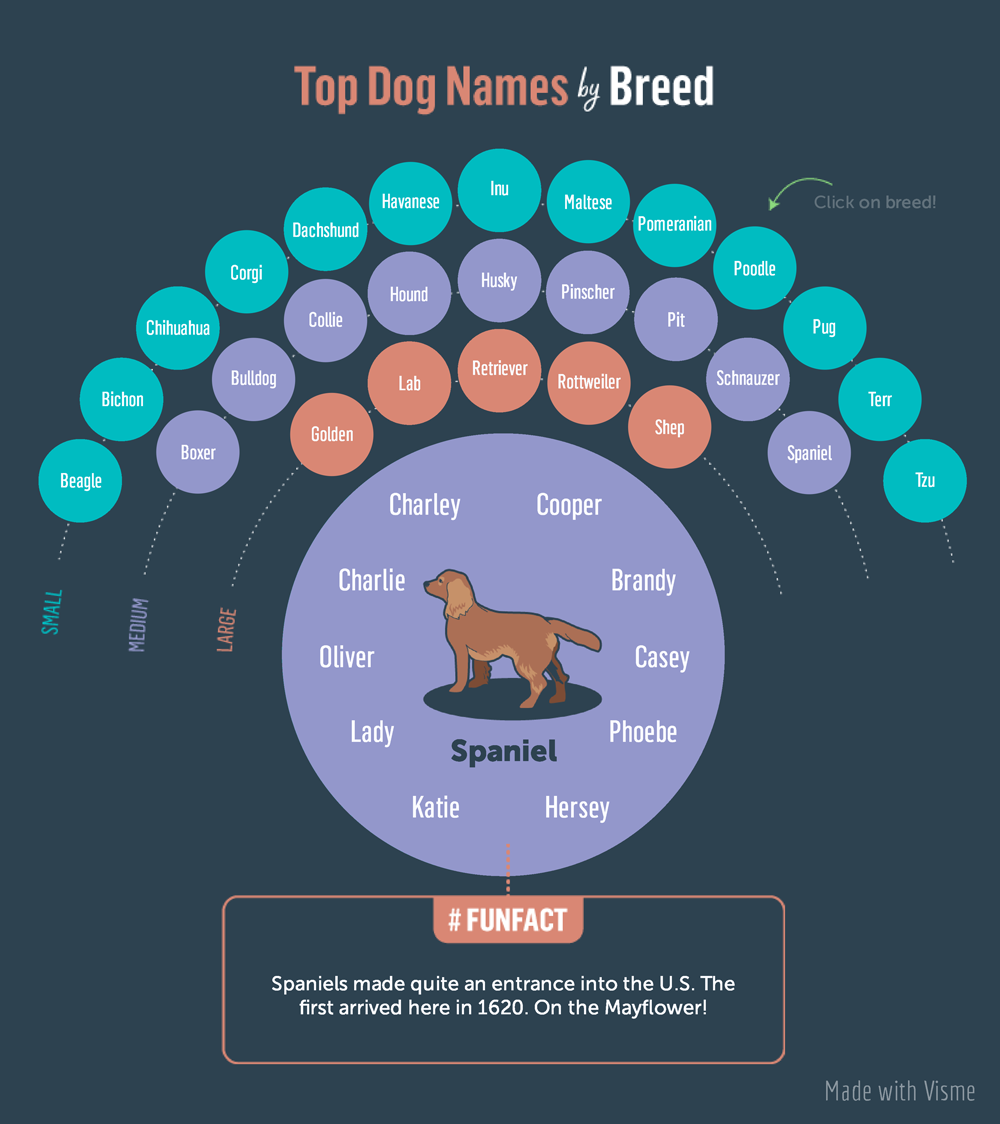 Top Dog Names by Breed
Click on breed!
Beagle
Bichon
Chihuahua
Corgi
Dachshund
Havanese
Inu
Maltese
Pomeranian
Poodle
Pug
Terr
Tzu
Boxer
Bulldog
Collie
Hound
Husky
Pinscher
Pit
Schnauzer
Spaniel
Golden
Lab
Retriever
Rottweiler
Shep
SMALL
MEDIUM
LARGE
Charley
Cooper
Charlie
Brandy
Oliver
Casey
Lady
Phoebe
Spaniel
Katie
Hersey
# FUNFACT
Spaniels made quite an entrance into the U.S. The
first arrived here in 1620. On the Mayflower!
Made with Visme